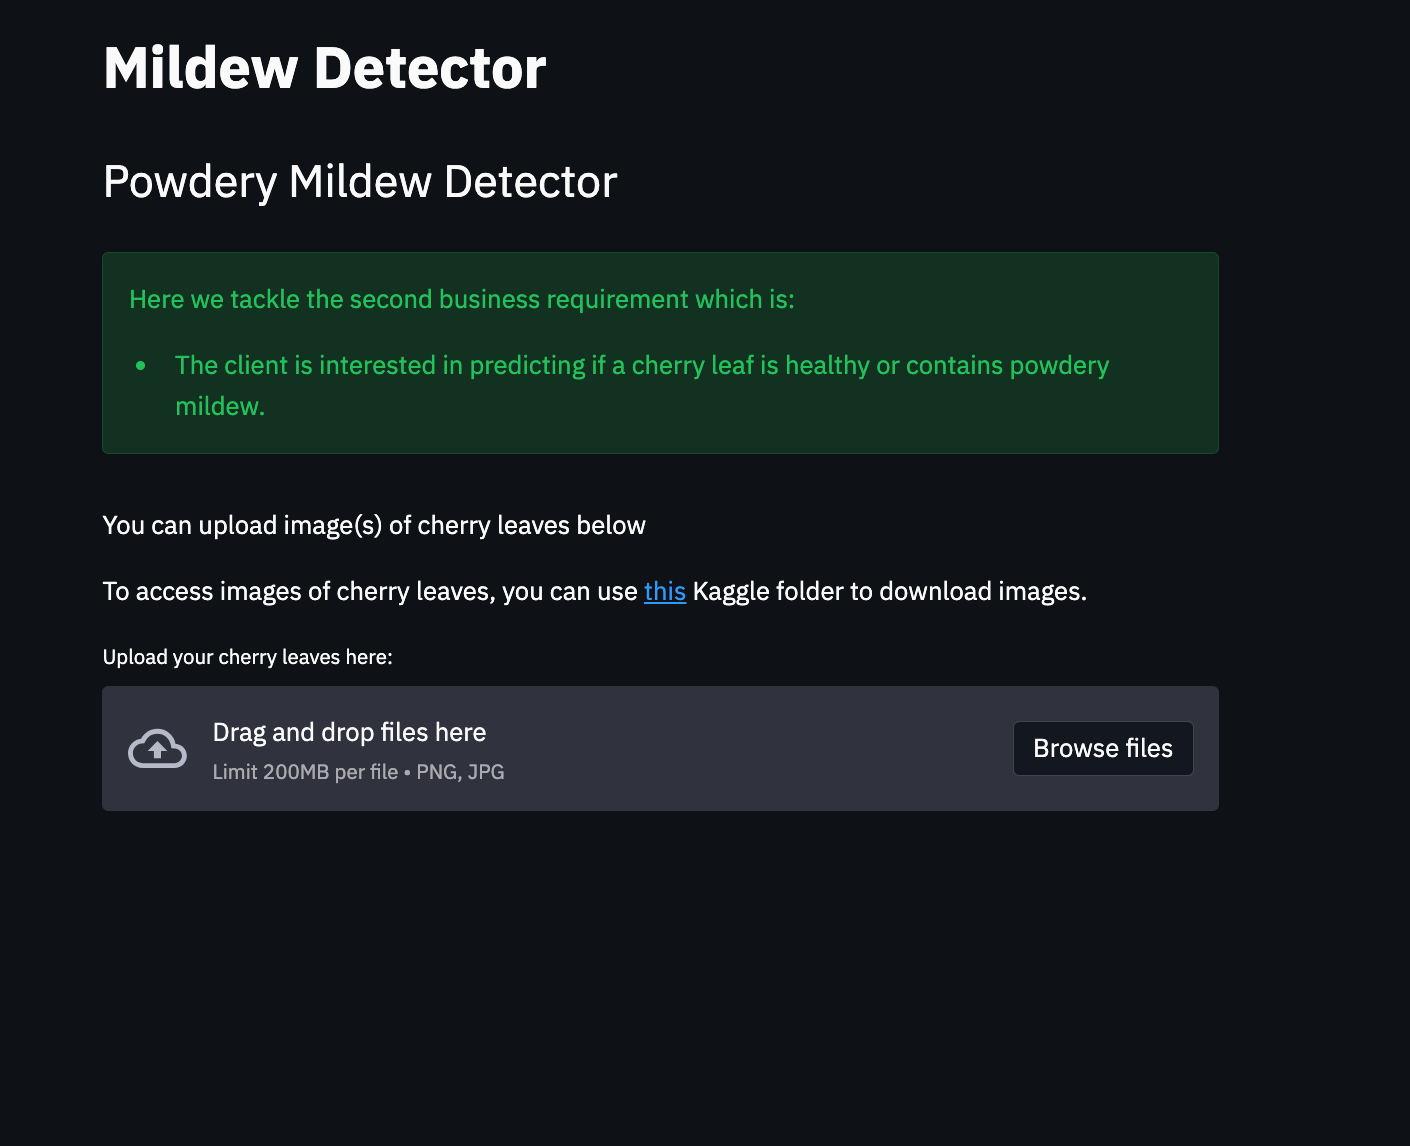 Mildew Detector
Powdery Mildew Detector
Here we tackle the second business requirement which is:
• The client is interested in predicting if a cherry leaf is healthy or contains powdery
mildew.
You can upload image(s) of cherry leaves below
To access images of cherry leaves, you can use this Kaggle folder to download images.
Upload your cherry leaves here:
Drag and drop files here
Limit 200MB per file • PNG, JPG
Browse files